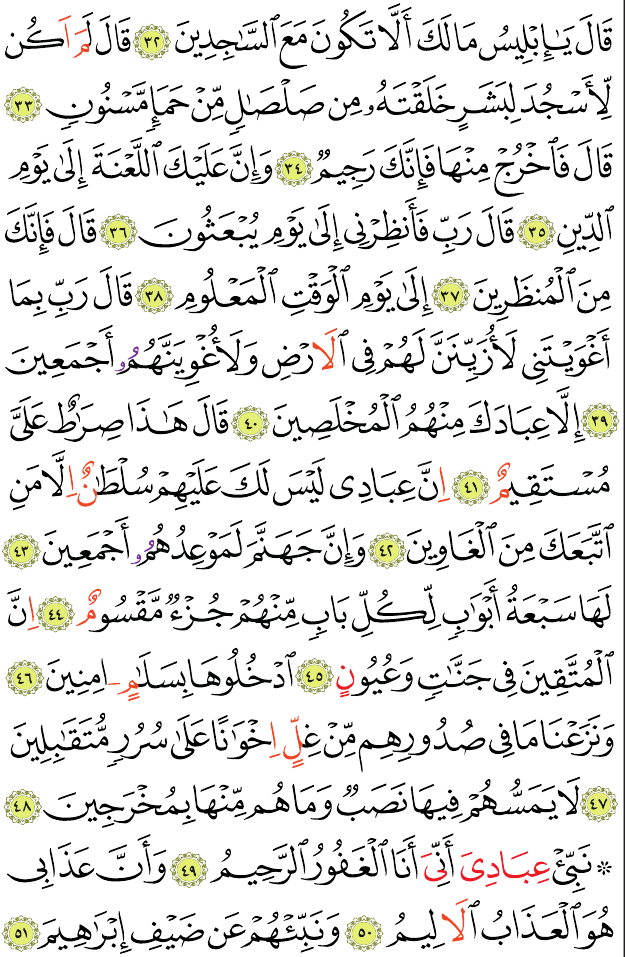 قَالَ يَٰٓإِبْلِيسُ مَا لَكَ أَلَّا تَكُونَ مَعَ ٱلسَّٰجِدِينَ ٣٢ قَالَ لَمَ اَكُن
لِّأَسْجُدَ لِبَشَرٍ خَلَقْتَهُۥ مِن صَلْصَٰلٍ مِّنْ حَمَإٍ مَّسْنُونٍ ٣٣
قَالَ فَٱخْرُجْ مِنْهَا فَإِنَّكَ رَجِيمٌ ٣٤ وَإِنَّ عَلَيْكَ ٱللَّعْنَةَ إِلَىٰ يَوْمِ
ٱلدِّينِ ٣٥ قَالَ رَبِّ فَأَنظِرْنِى إِلَىٰ يَوْمِ يُبْعَثُونَ ٣٦ قَالَ فَإِنَّكَ
مِنَ ٱلْمُنظَرِينَ ٣٧ إِلَىٰ يَوْمِ ٱلْوَقْتِ ٱلْمَعْلُومِ ٣٨ قَالَ رَبِّ بِمَا
أَغْوَيْتَنِى لَأُزَيِّنَنَّ لَهُمْ فِى ٱلَارْضِ وَلَأُغْوِيَنَّهُمُۥٓ أَجْمَعِينَ
٣٩ إِلَّا عِبَادَكَ مِنْهُمُ ٱلْمُخْلَصِينَ ٤٠ قَالَ هَٰذَا صِرَٰطٌ عَلَىَّ
مُسْتَقِيمٌ ٤١ اِنَّ عِبَادِى لَيْسَ لَكَ عَلَيْهِمْ سُلْطَٰنٌ اِلَّا مَنِ
ٱتَّبَعَكَ مِنَ ٱلْغَاوِينَ ٤٢ وَإِنَّ جَهَنَّمَ لَمَوْعِدُهُمُۥٓ أَجْمَعِينَ ٤٣
لَهَا سَبْعَةُ أَبْوَٰبٍ لِّكُلِّ بَابٍ مِّنْهُمْ جُزْءٌ مَّقْسُومٌ ٤٤ اِنَّ
ٱلْمُتَّقِينَ فِى جَنَّٰتٍ وَعُيُونٍ ٤٥ ٱدْخُلُوهَا بِسَلَٰمٍ ـ امِنِينَ ٤٦
وَنَزَعْنَا مَا فِى صُدُورِهِم مِّنْ غِلٍّ اِخْوَٰنًا عَلَىٰ سُرُرٍ مُّتَقَٰبِلِينَ
٤٧ لَا يَمَسُّهُمْ فِيهَا نَصَبٌ وَمَا هُم مِّنْهَا بِمُخْرَجِينَ ٤٨
۞ نَبِّئْ عِبَادِىَ أَنِّىَ أَنَا ٱلْغَفُورُ ٱلرَّحِيمُ ٤٩ وَأَنَّ عَذَابِى
هُوَ ٱلْعَذَابُ ٱلَالِيمُ ٥٠ وَنَبِّئْهُمْ عَن ضَيْفِ إِبْرَٰهِيمَ ٥١